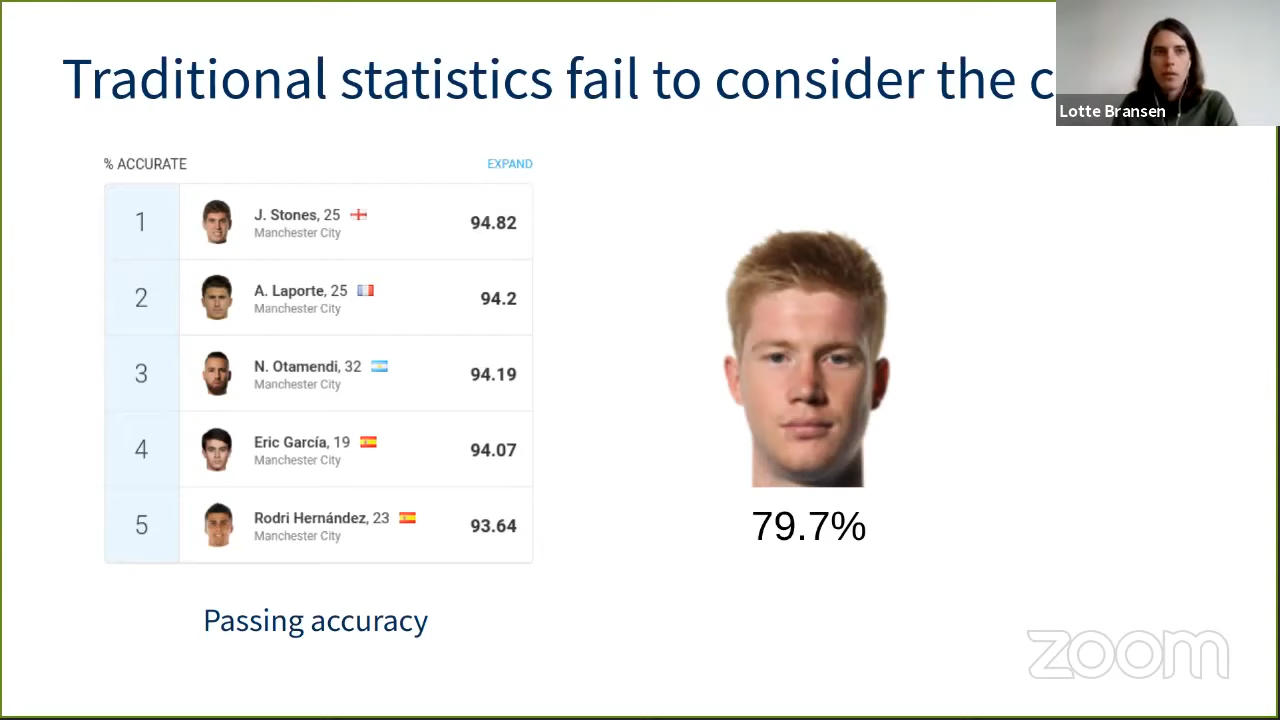 Traditional statistics fail to consider the c
Lotte Bransen
% ACCURATE
EXPAND
1
J. Stones, 25
Manchester City
94.82
2
A. Laporte, 25
Manchester City
94.2
3
N. Otamendi, 32
Manchester City
94.19
4
Eric García, 19
Manchester City
94.07
5
Rodri Hernández, 23
Manchester City
93.64
79.7%
Passing accuracy
zoom